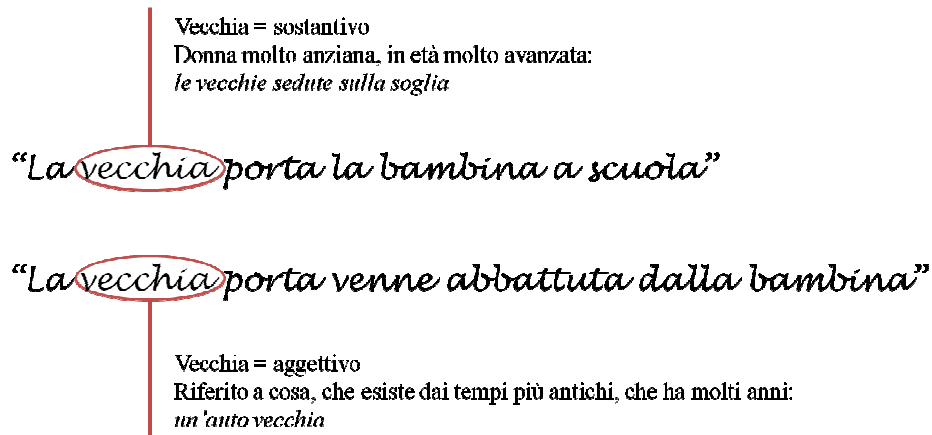 Vecchia = sostantivo
Donna molto anziana, in età molto avanzata:
le vecchie sedute sulla soglia
“La vecchia porta la bambina a scuola”
“La vecchia porta venne abbattuta dalla bambina”
Vecchia = aggettivo
Riferito a cosa, che esiste dai tempi più antichi, che ha molti anni:
un'auto vecchia